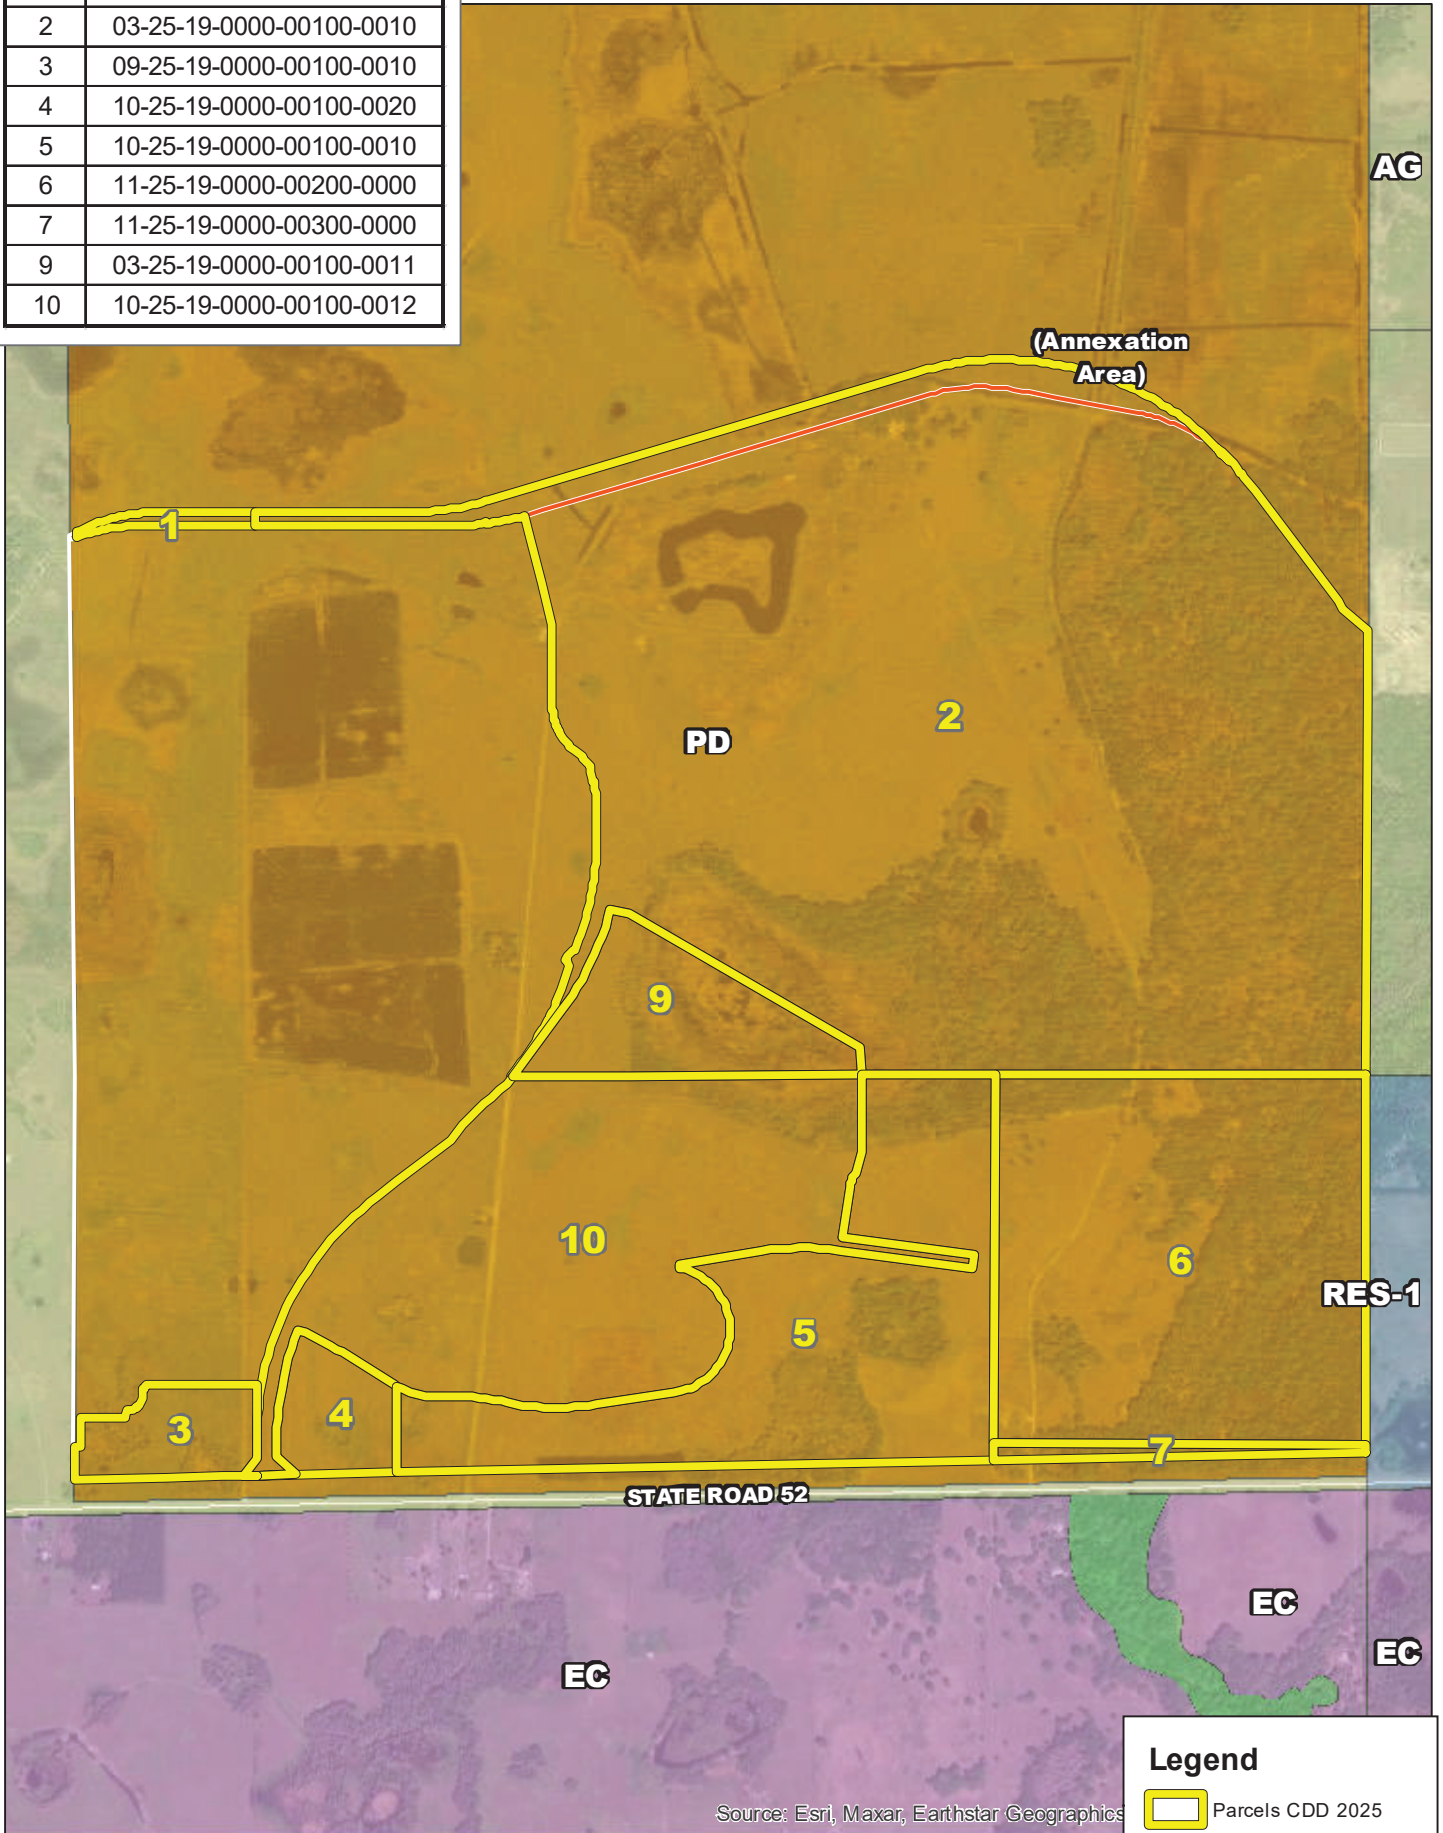 2 03-25-19-0000-00100-0010
3 09-25-19-0000-00100-0010
4 10-25-19-0000-00100-0020
5 10-25-19-0000-00100-0010
6 11-25-19-0000-00200-0000
7 11-25-19-0000-00300-0000
9 03-25-19-0000-00100-0011
10 10-25-19-0000-00100-0012
AG
(Annexation
Area)
1
2
PD
9
10
6
RES-1
5
4
3
7
STATE ROAD 52
EC
EC
EC
Legend
Parcels CDD 2025
Source: Esri, Maxar, Earthstar Geographics